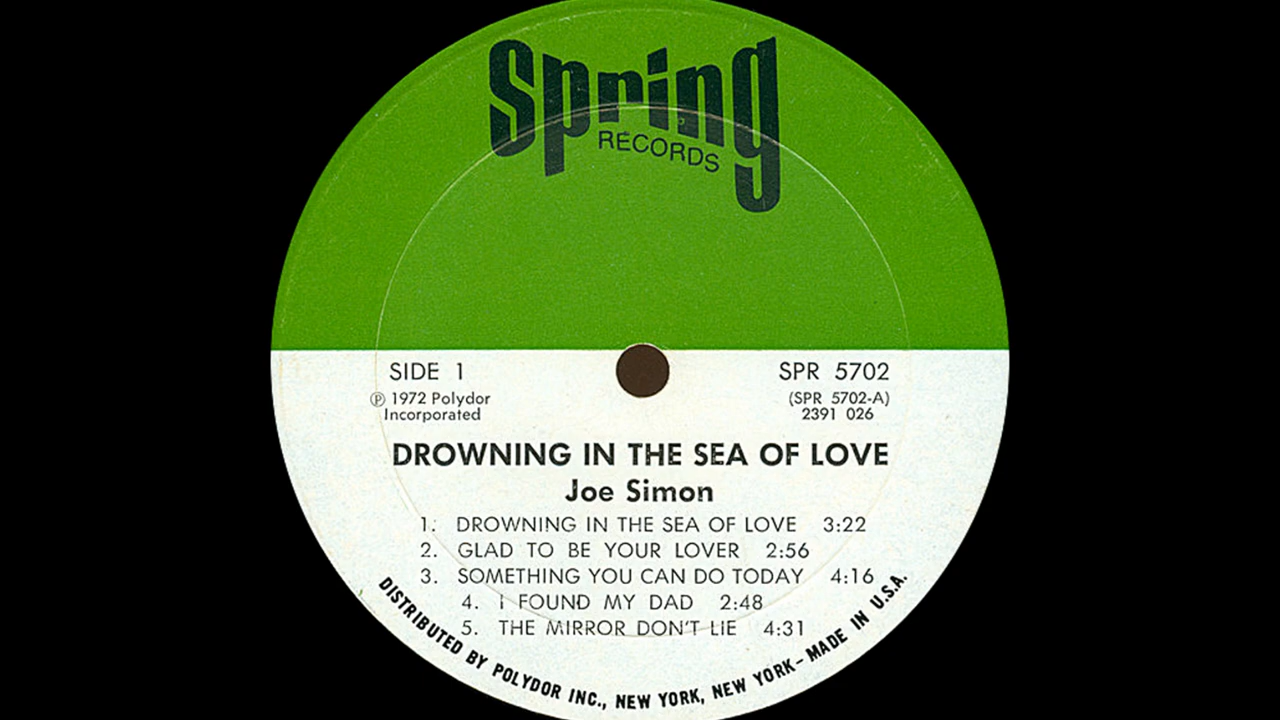 Spring
RECORDS
SIDE 1
SPR 5702
℗ 1972 Polydor
Incorporated
(SPR 5702-A)
2391 026
DROWNING IN THE SEA OF LOVE
Joe Simon
1. DROWNING IN THE SEA OF LOVE 3:22
2. GLAD TO BE YOUR LOVER 2:56
3. SOMETHING YOU CAN DO TODAY 4:16
4. I FOUND MY DAD 2:48
5. THE MIRROR DON'T LIE 4:31
DISTRIBUTED BY POLYDOR INC., NEW YORK, NEW YORK–MADE IN U.S.A.